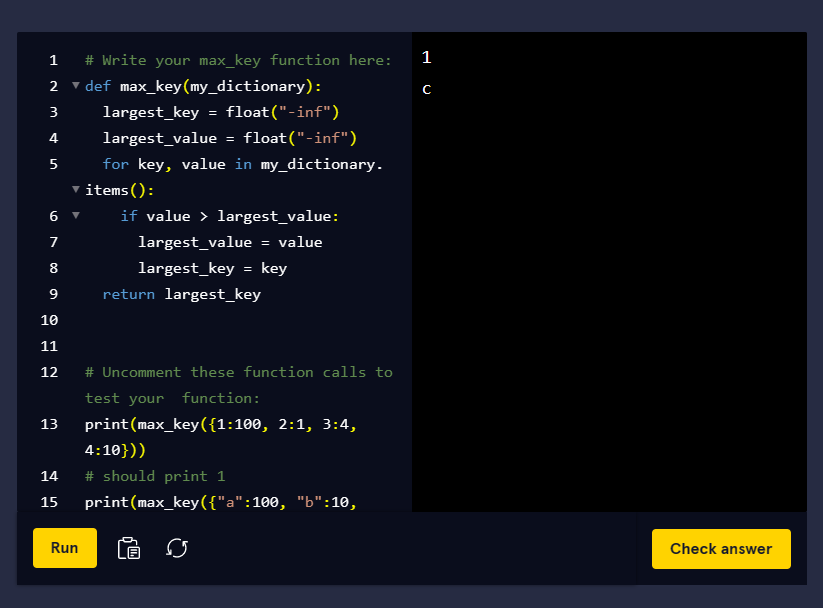 1 # Write your max_key function here:
2 def max_key(my_dictionary):
3   largest_key = float("-inf")
4   largest_value = float("-inf")
5   for key, value in my_dictionary.
items():
6     if value > largest_value:
7       largest_value = value
8       largest_key = key
9   return largest_key
10
11
12 # Uncomment these function calls to
test your  function:
13 print(max_key({1:100, 2:1, 3:4,
4:10}))
14 # should print 1
15 print(max_key({"a":100, "b":10,
1
c
Run
Check answer